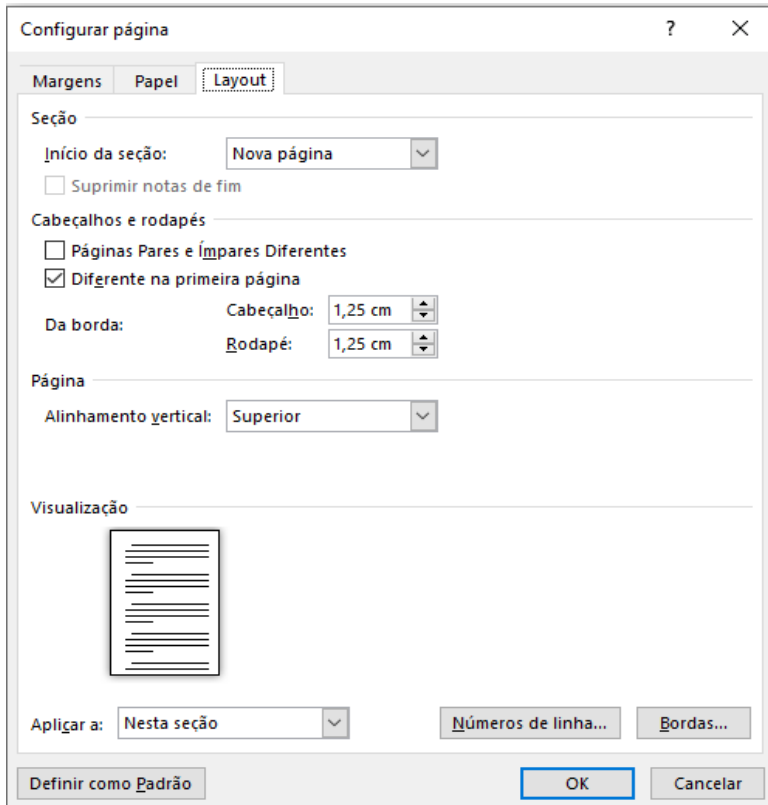 Configurar página ?
Margens Papel Layout
Seção
Início da seção: Nova página
Suprimir notas de fim
Cabeçalhos e rodapés
Páginas Pares e Ímpares Diferentes
Diferente na primeira página
Cabeçalho: 1,25 cm
Da borda:
Rodapé: 1,25 cm
Página
Alinhamento vertical: Superior
Visualização
Aplicar a: Nesta seção Números de linha... Bordas...
Definir como Padrão OK Cancelar